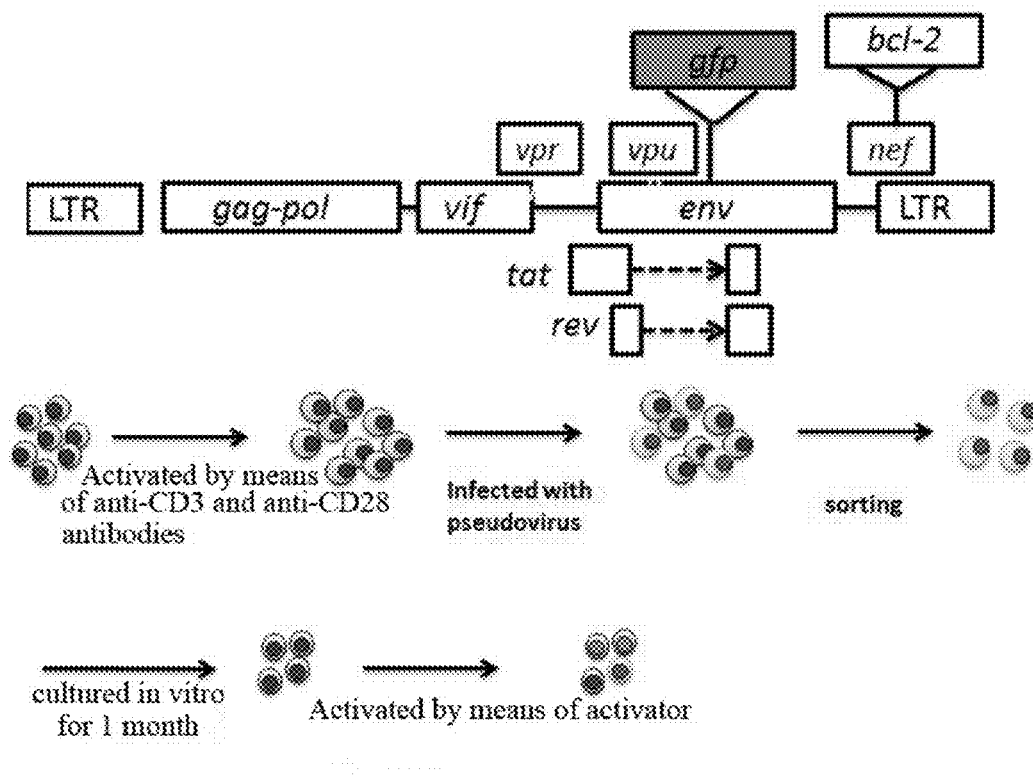 gfp
bcl-2
vpr
vpu
nef
LTR
gag-pol
vif
env
LTR
tat
rev
Activated by means
of anti-CD3 and anti-CD28
antibodies
Infected with
pseudovirus
sorting
cultured in vitro
for 1 month
Activated by means of activator